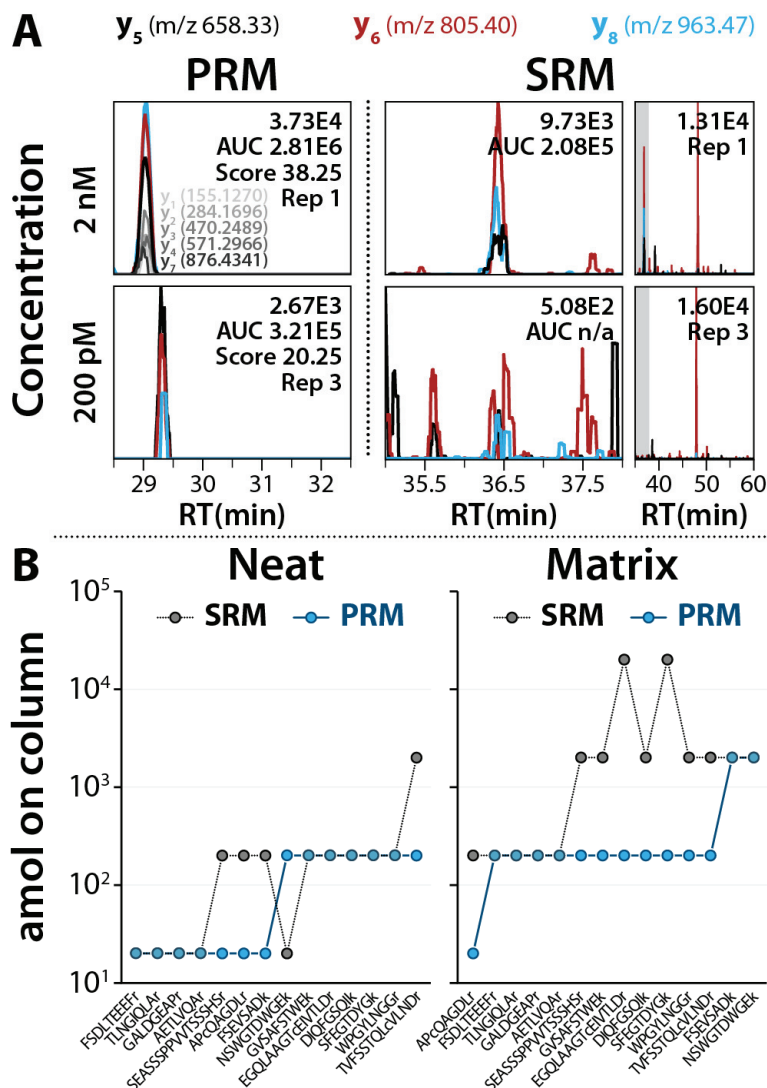 A
y5 (m/z 658.33)
y6 (m/z 805.40)
y8 (m/z 963.47)
PRM
SRM
Concentration
2 nM
3.73E4
AUC 2.81E6
Score 38.25
Rep 1
y1 (155.1270)
y2 (284.1696)
y3 (470.2489)
y4 (571.2966)
y7 (876.4341)
9.73E3
AUC 2.08E5
1.31E4
Rep 1
200 pM
2.67E3
AUC 3.21E5
Score 20.25
Rep 3
5.08E2
AUC n/a
1.60E4
Rep 3
29 30 31 32
35.5 36.5 37.5
40 50 60
RT(min)
RT(min)
RT(min)
B
Neat
Matrix
amol on column
10^5
10^4
10^3
10^2
10^1
SRM PRM
SRM PRM
FSDLTEEEFr
TLNGIQLAr
GALDGEAPr
AETLVQAr
SEASSSPPVVTSSSHSr
APcQAGDLr
FSEVSADk
NSWGTDWGEk
GVSAFSTWEk
EGQLAAGTcEIVTLDr
DIQFGSQIk
SFEGTDYGk
WPGYLNGGr
TVFSSTQLcVLNDr
APcQAGDLr
FSDLTEEEFr
TLNGIQLAr
GALDGEAPr
AETLVQAr
SEASSSPPVVTSSSHSr
GVSAFSTWEk
EGQLAAGTcEIVTLDr
DIQFGSQIk
SFEGTDYGk
WPGYLNGGr
TVFSSTQLcVLNDr
FSEVSADk
NSWGTDWGEk